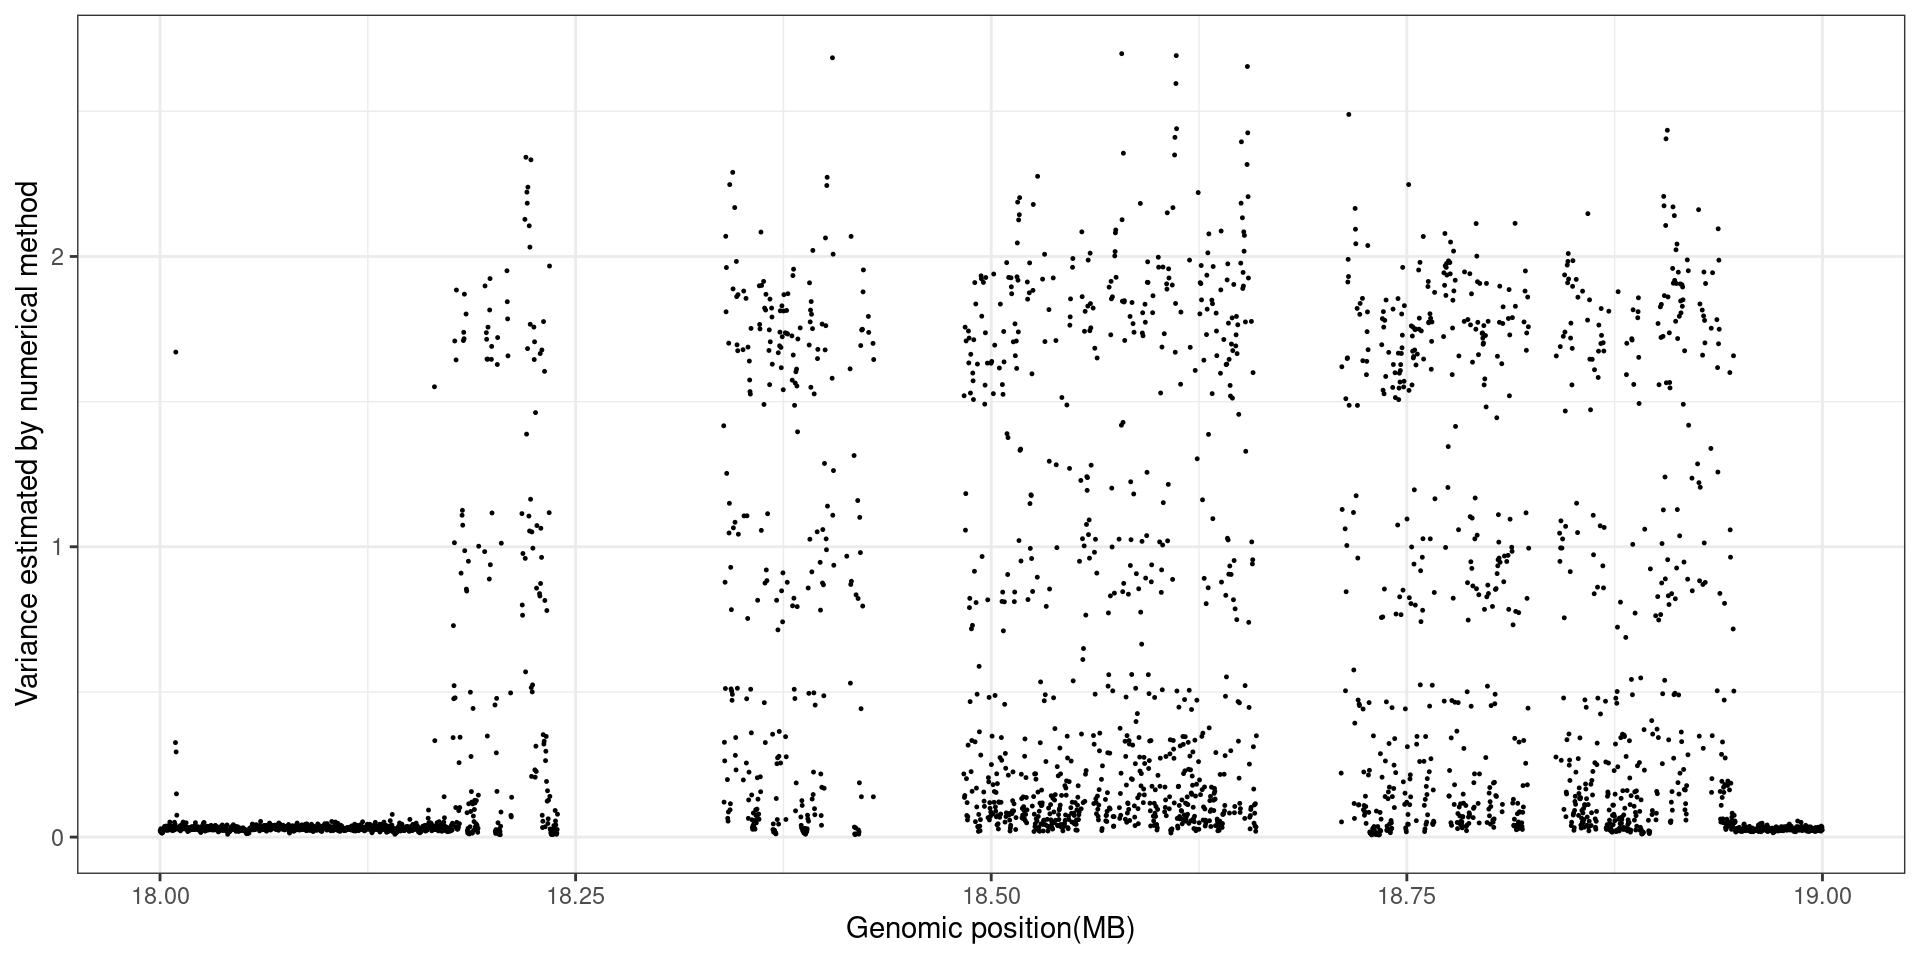 Variance estimated by numerical method
2
1
0
18.00 18.25 18.50 18.75 19.00
Genomic position(MB)